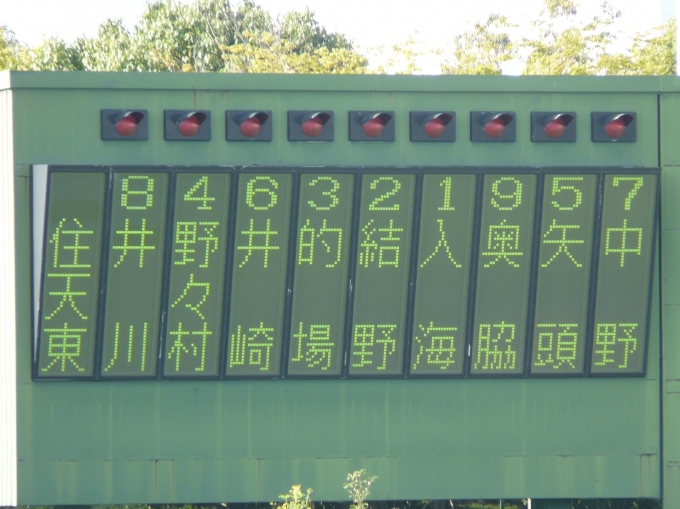 住天東
8井川
4野々村
6井崎
3的場
2結野
1入海
9奥脇
5矢頭
7中野